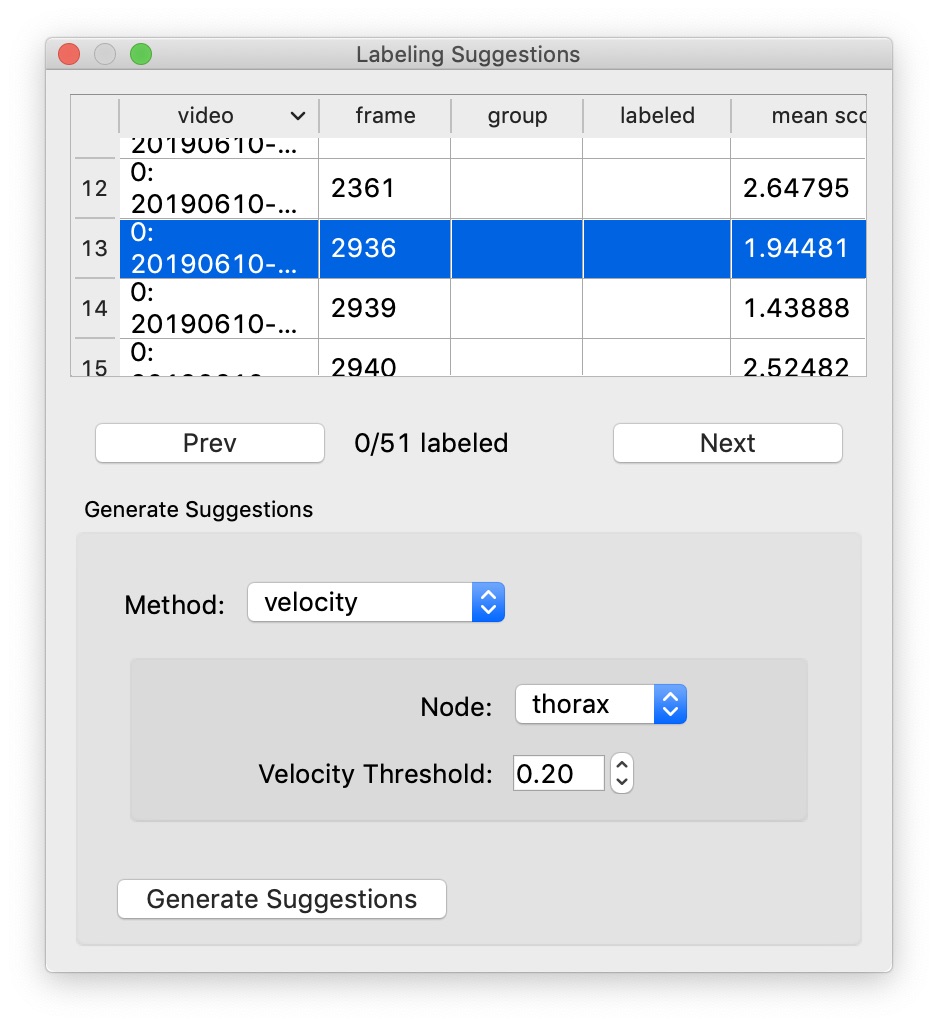 Labeling Suggestions
video frame group labeled mean sco
20190610-...
12 0: 20190610-... 2361 2.64795
13 0: 20190610-... 2936 1.94481
14 0: 20190610-... 2939 1.43888
15 0: 2940 2.52482
Prev 0/51 labeled Next
Generate Suggestions
Method: velocity
Node: thorax
Velocity Threshold: 0.20
Generate Suggestions